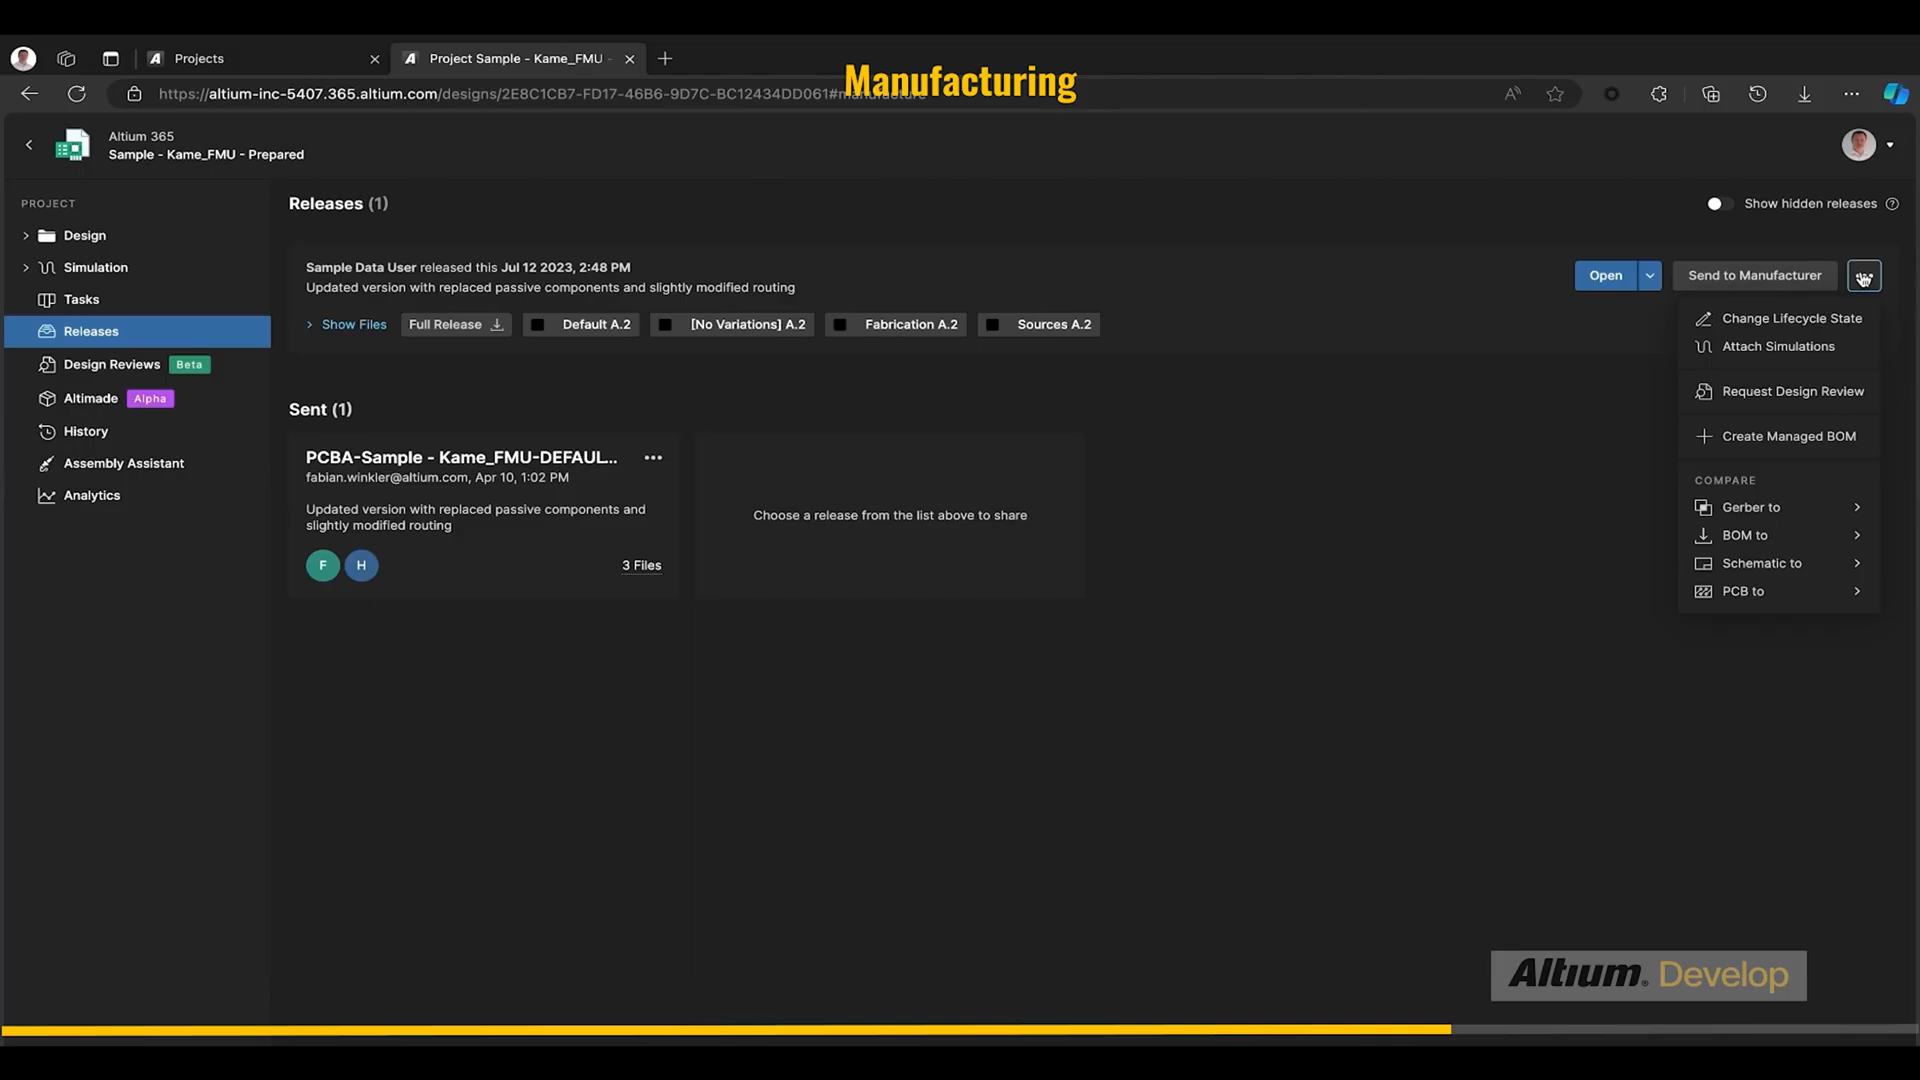 Manufacturing
Projects
Project Sample - Kame_FMU -
https://altium-inc-5407.365.altium.com/designs/2E8C1CB7-FD17-46B6-9D7C-BC12434DD061#manufacture
Altium 365
Sample - Kame_FMU - Prepared
PROJECT
Design
Simulation
Tasks
Releases
Design Reviews Beta
Altimade Alpha
History
Assembly Assistant
Analytics
Releases (1)
Show hidden releases
Sample Data User released this Jul 12 2023, 2:48 PM
Updated version with replaced passive components and slightly modified routing
Show Files Full Release Default A.2 [No Variations] A.2 Fabrication A.2 Sources A.2
Open Send to Manufacturer
Change Lifecycle State
Attach Simulations
Request Design Review
Create Managed BOM
COMPARE
Gerber to
BOM to
Schematic to
PCB to
Sent (1)
PCBA-Sample - Kame_FMU-DEFAUL...
fabian.winkler@altium.com, Apr 10, 1:02 PM
Updated version with replaced passive components and
slightly modified routing
F H 3 Files
Choose a release from the list above to share
Altium. Develop